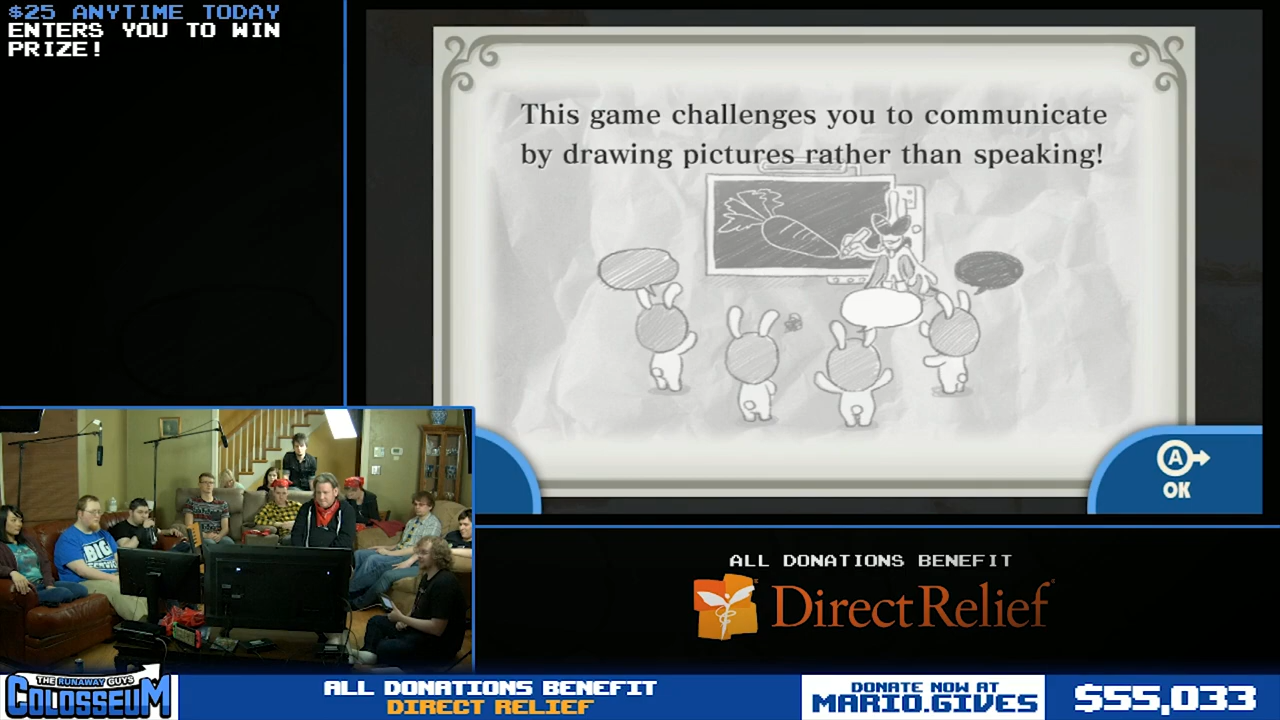 $25 ANYTIME TODAY
ENTERS YOU TO WIN
PRIZE!
This game challenges you to communicate
by drawing pictures rather than speaking!
A
OK
BIG
ALL DONATIONS BENEFIT
DirectRelief
THE RUNAWAY GUYS
COLOSSEUM
ALL DONATIONS BENEFIT
DIRECT RELIEF
DONATE NOW AT
MARIO.GIVES
$55,033